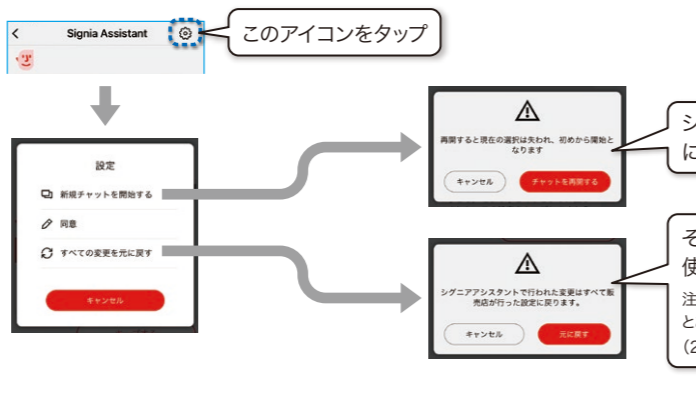 Signia Assistant
このアイコンをタップ
設定
新規チャットを開始する
同意
すべての変更を元に戻す
キャンセル
再開すると現在の選択は失われ、初めから開始と
なります
キャンセル
チャットを再開する
シ
に
シグニアアシスタントで行われた変更はすべて販
売店が行った設定に戻ります。
キャンセル
元に戻す
そ
使
注
と
（2